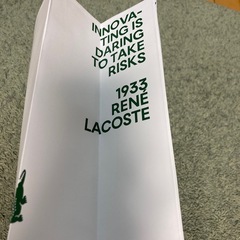 INNOVA-
TING IS
DARING
TO TAKE
RISKS
1933
RENÉ
LACOSTE